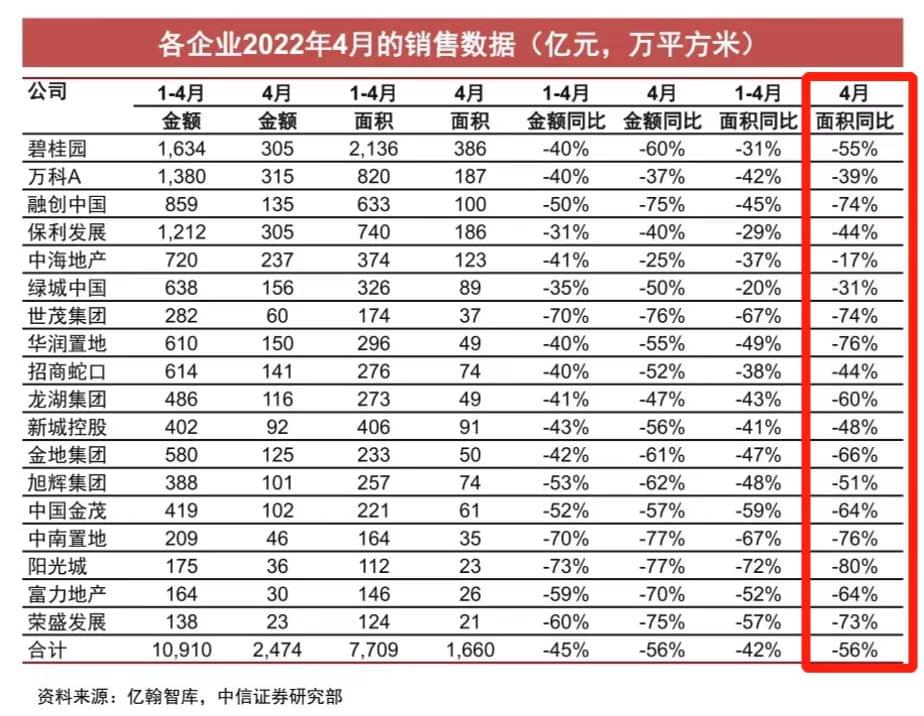 各企业2022年4月的销售数据（亿元，万平方米）
公司 1-4月 4月 1-4月 4月 1-4月 4月 1-4月 4月
金额 金额 面积 面积 金额同比 金额同比 面积同比 面积同比
碧桂园 1,634 305 2,136 386 -40% -60% -31% -55%
万科A 1,380 315 820 187 -40% -37% -42% -39%
融创中国 859 135 633 100 -50% -75% -45% -74%
保利发展 1,212 305 740 186 -31% -40% -29% -44%
中海地产 720 237 374 123 -41% -25% -37% -17%
绿城中国 638 156 326 89 -35% -50% -20% -31%
世茂集团 282 60 174 37 -70% -76% -67% -74%
华润置地 610 150 296 49 -40% -55% -49% -76%
招商蛇口 614 141 276 74 -40% -52% -38% -44%
龙湖集团 486 116 273 49 -41% -47% -43% -60%
新城控股 402 92 406 91 -43% -56% -41% -48%
金地集团 580 125 233 50 -42% -61% -47% -66%
旭辉集团 388 101 257 74 -53% -62% -48% -51%
中国金茂 419 102 221 61 -52% -57% -59% -64%
中南置地 209 46 164 35 -70% -77% -67% -76%
阳光城 175 36 112 23 -73% -77% -72% -80%
富力地产 164 30 146 26 -59% -70% -52% -64%
荣盛发展 138 23 124 21 -60% -75% -57% -73%
合计 10,910 2,474 7,709 1,660 -45% -56% -42% -56%
资料来源：亿翰智库，中信证券研究部